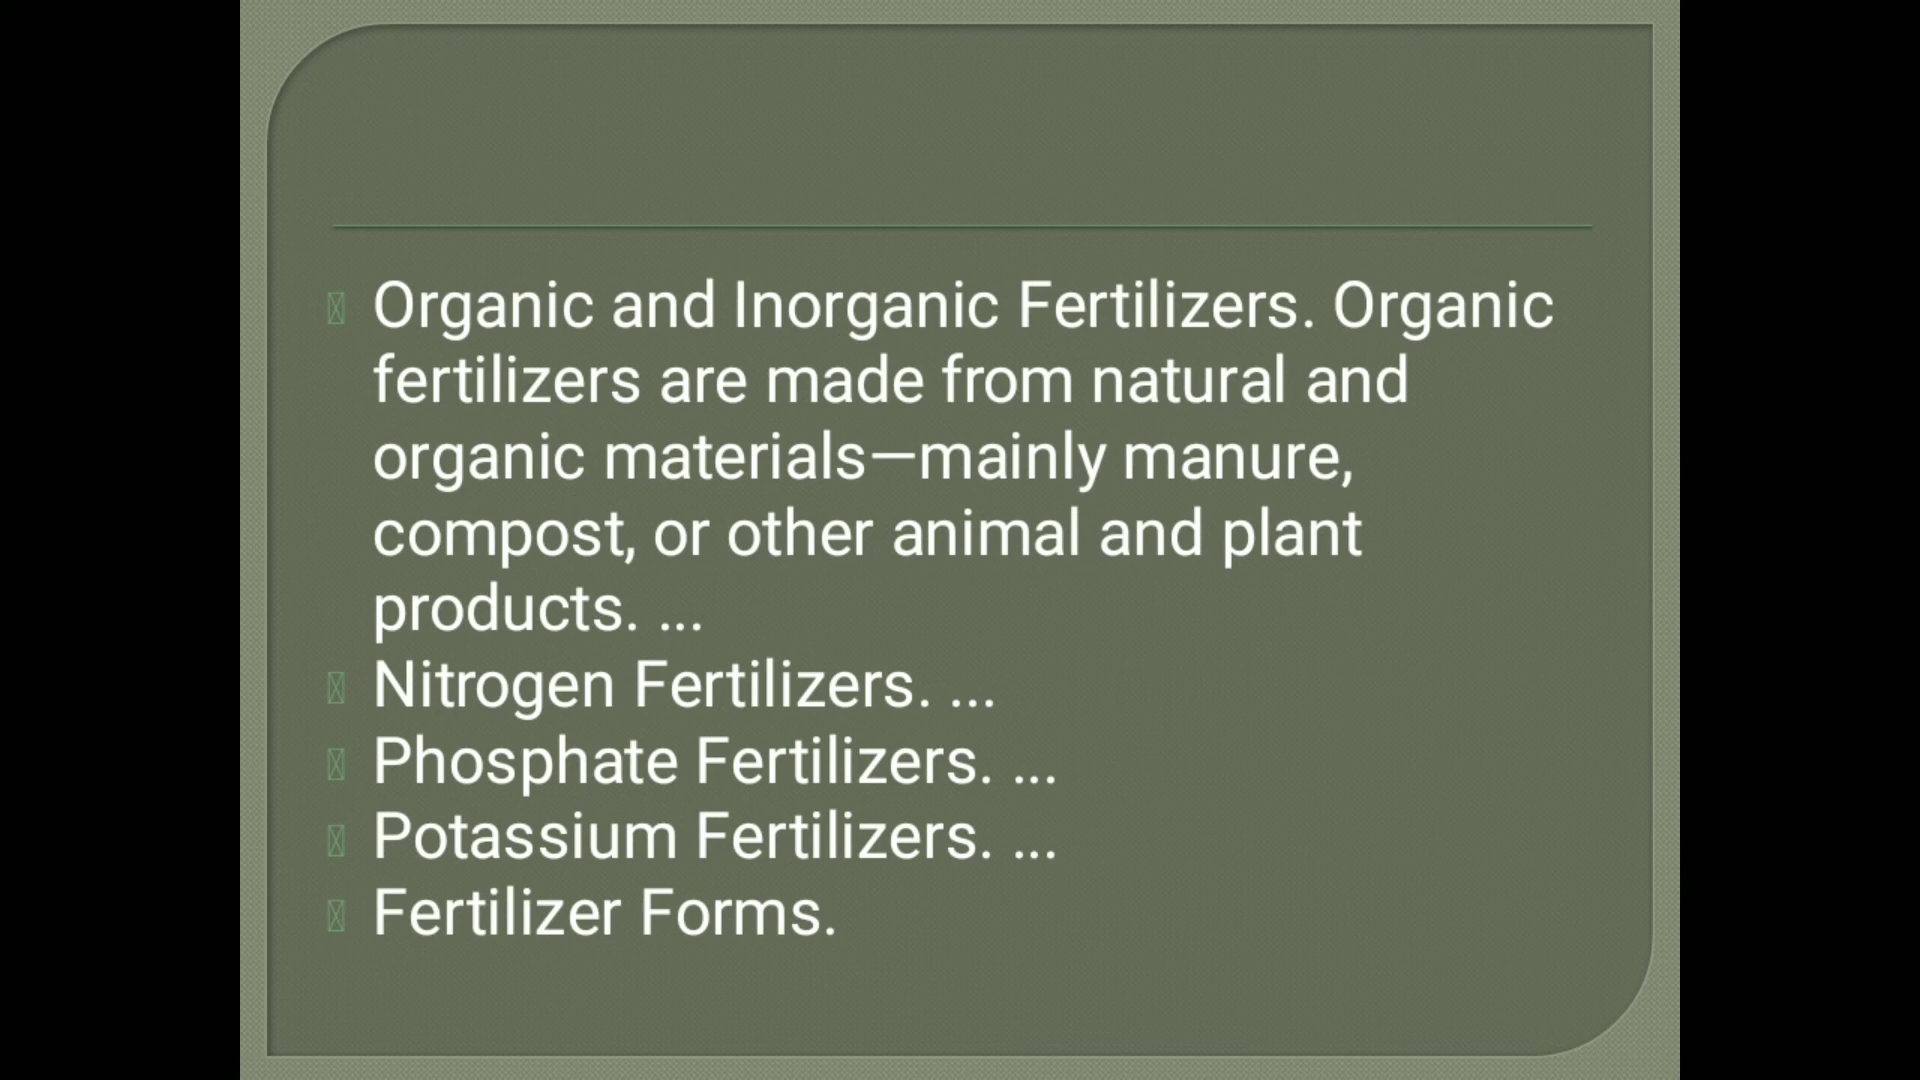 Organic and Inorganic Fertilizers. Organic
fertilizers are made from natural and
organic materials—mainly manure,
compost, or other animal and plant
products. ...
Nitrogen Fertilizers. ...
Phosphate Fertilizers. ...
Potassium Fertilizers. ...
Fertilizer Forms.